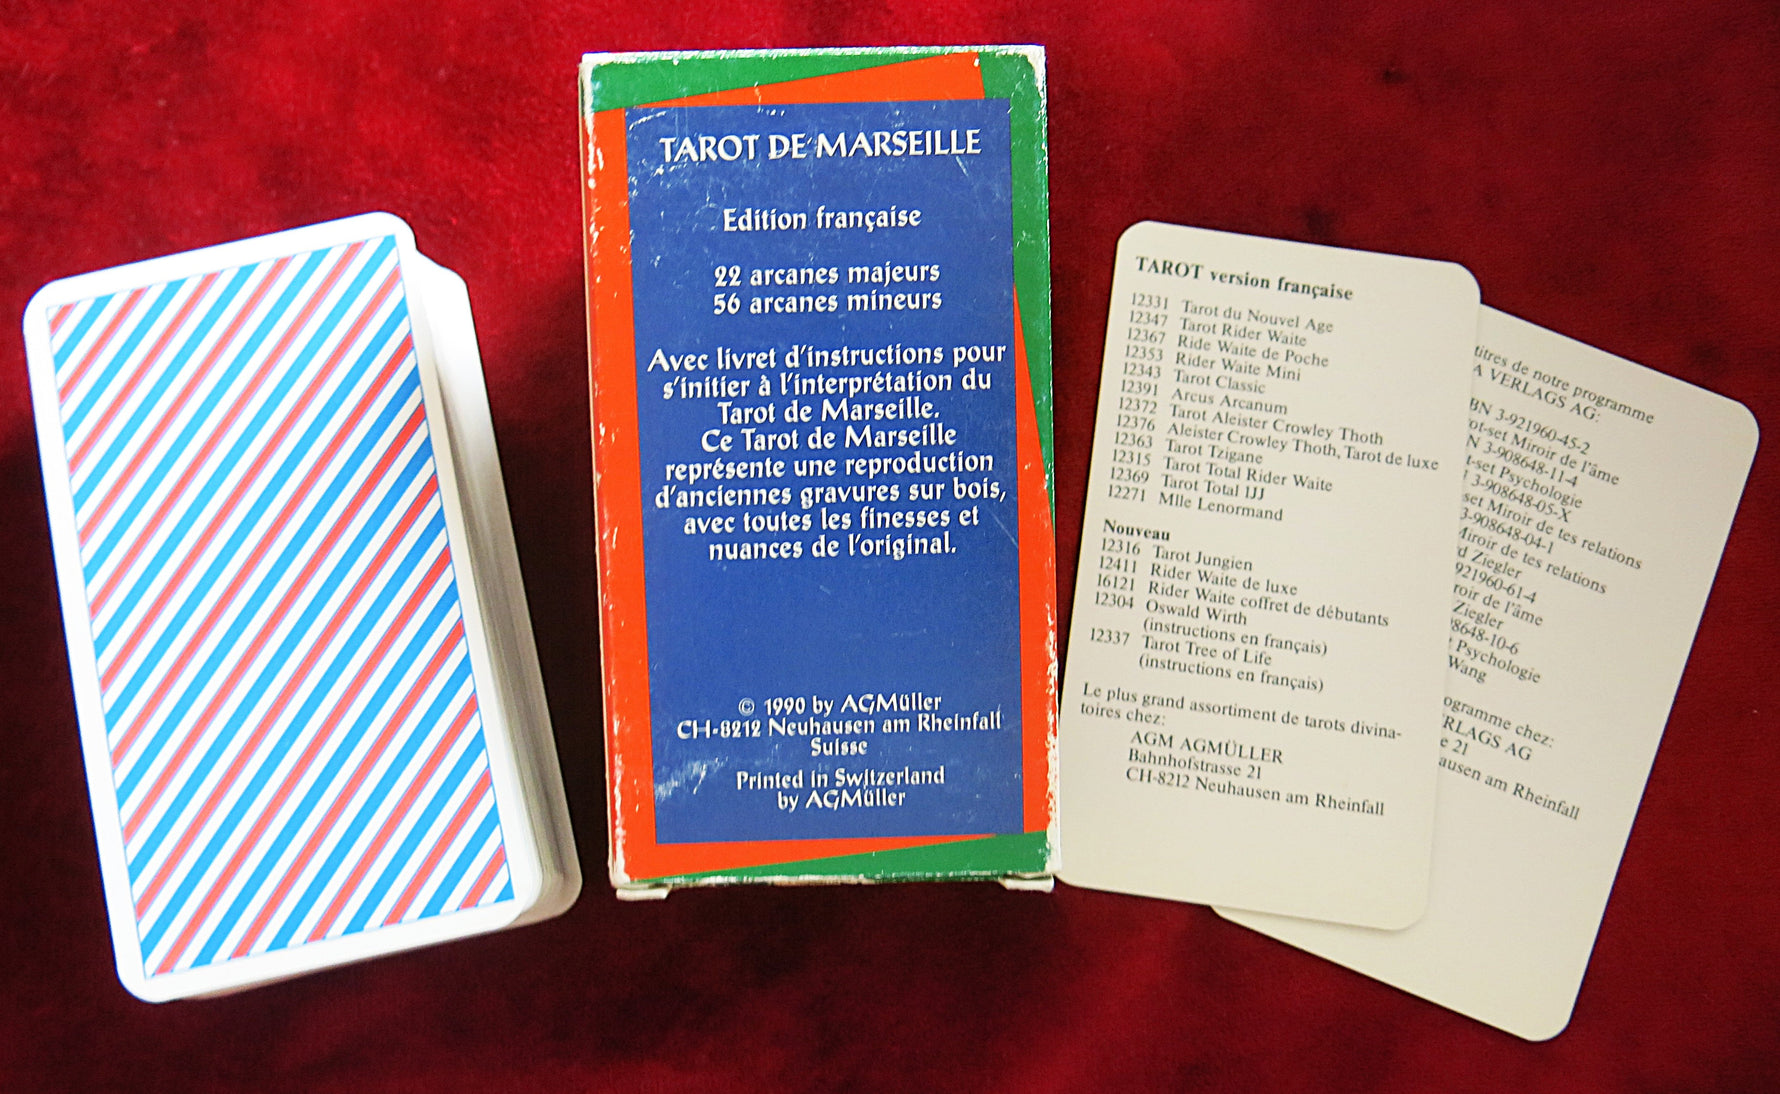 TAROT DE MARSEILLE
Edition française
22 arcanes majeurs
56 arcanes mineurs
Avec livret d'instructions pour
s'initier à l'interprétation du
Tarot de Marseille.
Ce Tarot de Marseille
représente une reproduction
d'anciennes gravures sur bois,
avec toutes les finesses et
nuances de l'original.
© 1990 by AGMüller
CH-8212 Neuhausen am Rheinfall
Suisse
Printed in Switzerland
by AGMüller
TAROT version française
12331 Tarot du Nouvel Age
12347 Tarot Rider Waite
12367 Ride Waite de Poche
12353 Rider Waite Mini
12343 Tarot Classic
12391 Arcus Arcanum
12372 Tarot Aleister Crowley Thoth
12376 Aleister Crowley Thoth, Tarot de luxe
12363 Tarot Tzigane
12315 Tarot Total Rider Waite
12369 Tarot Total IJJ
12271 Mlle Lenormand
Nouveau
12316 Tarot Jungien
12411 Rider Waite de luxe
16121 Rider Waite coffret de débutants
12304 Oswald Wirth
(instructions en français)
12337 Tarot Tree of Life
(instructions en français)
Le plus grand assortiment de tarots divina-
toires chez:
AGM AGMÜLLER
Bahnhofstrasse 21
CH-8212 Neuhausen am Rheinfall
titres de notre programme
A VERLAGS AG:
BN 3-921960-45-2
ot-set Miroir de l'âme
N 3-908648-11-4
t-set Psychologie
3-908648-05-X
set Miroir de tes relations
3-908648-04-1
Miroir de tes relations
d Ziegler
921960-61-4
roir de l'âme
Ziegler
8648-10-6
t Psychologie
Wang
ogramme chez:
RLAGS AG
e 21
ausen am Rheinfall